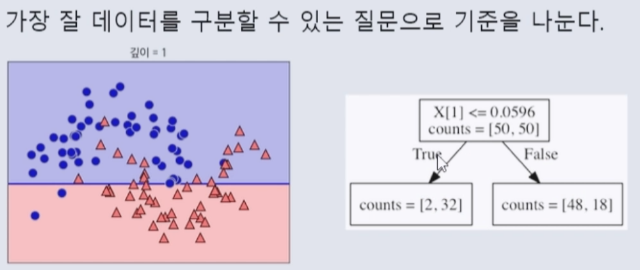 가장 잘 데이터를 구분할 수 있는 질문으로 기준을 나눈다.
깊이 = 1
X[1] <= 0.0596
counts = [50, 50]
True
False
counts = [2, 32]
counts = [48, 18]